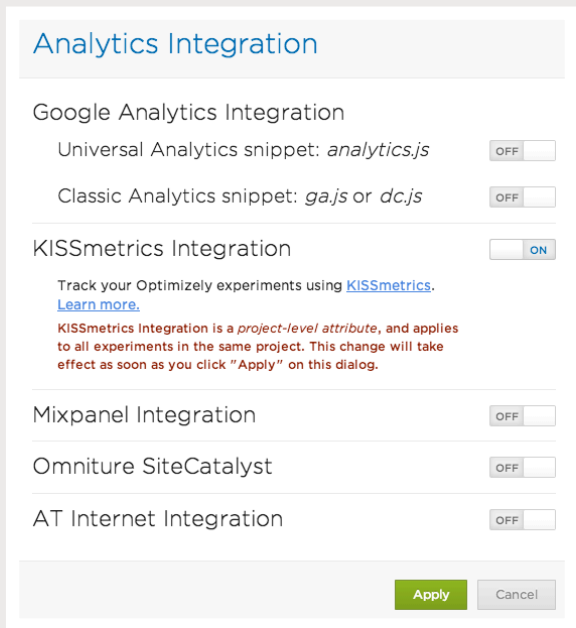 Analytics Integration
Google Analytics Integration
Universal Analytics snippet: analytics.js
OFF
Classic Analytics snippet: ga.js or dc.js
OFF
KISSmetrics Integration
ON
Track your Optimizely experiments using KISSmetrics.
Learn more.
KISSmetrics Integration is a project-level attribute, and applies
to all experiments in the same project. This change will take
effect as soon as you click "Apply" on this dialog.
Mixpanel Integration
OFF
Omniture SiteCatalyst
OFF
AT Internet Integration
OFF
Apply
Cancel